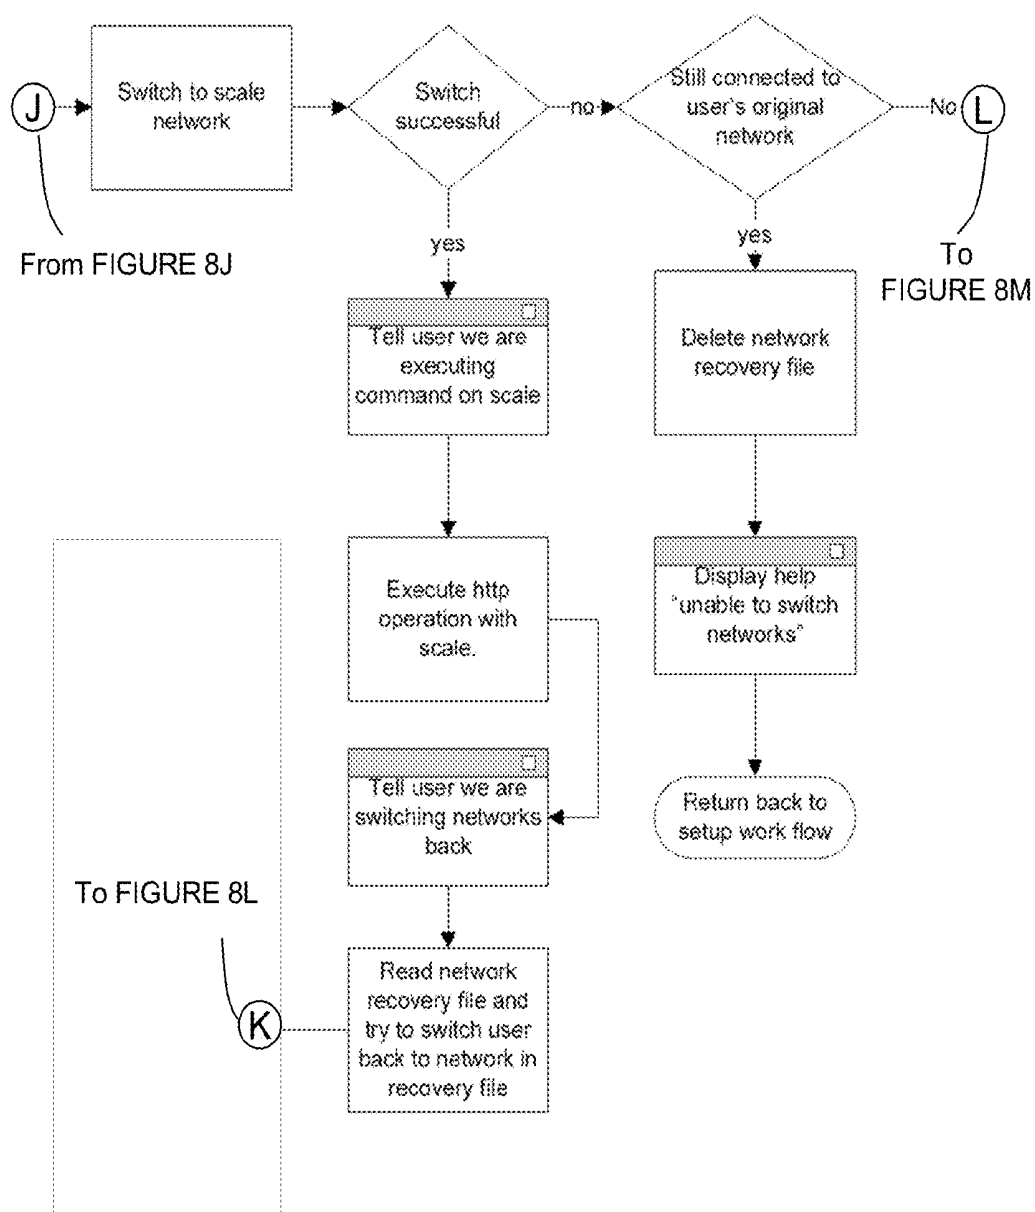 J
Switch to scale
network
Switch
successful
no
Still connected to
user's original
network
No
L
From FIGURE 8J
yes
yes
To
FIGURE 8M
Tell user we are
executing
command on scale
Delete network
recovery file
Execute http
operation with
scale.
Display help
"unable to switch
networks"
Tell user we are
switching networks
back
Return back to
setup work flow
To FIGURE 8L
K
Read network
recovery file and
try to switch user
back to network in
recovery file